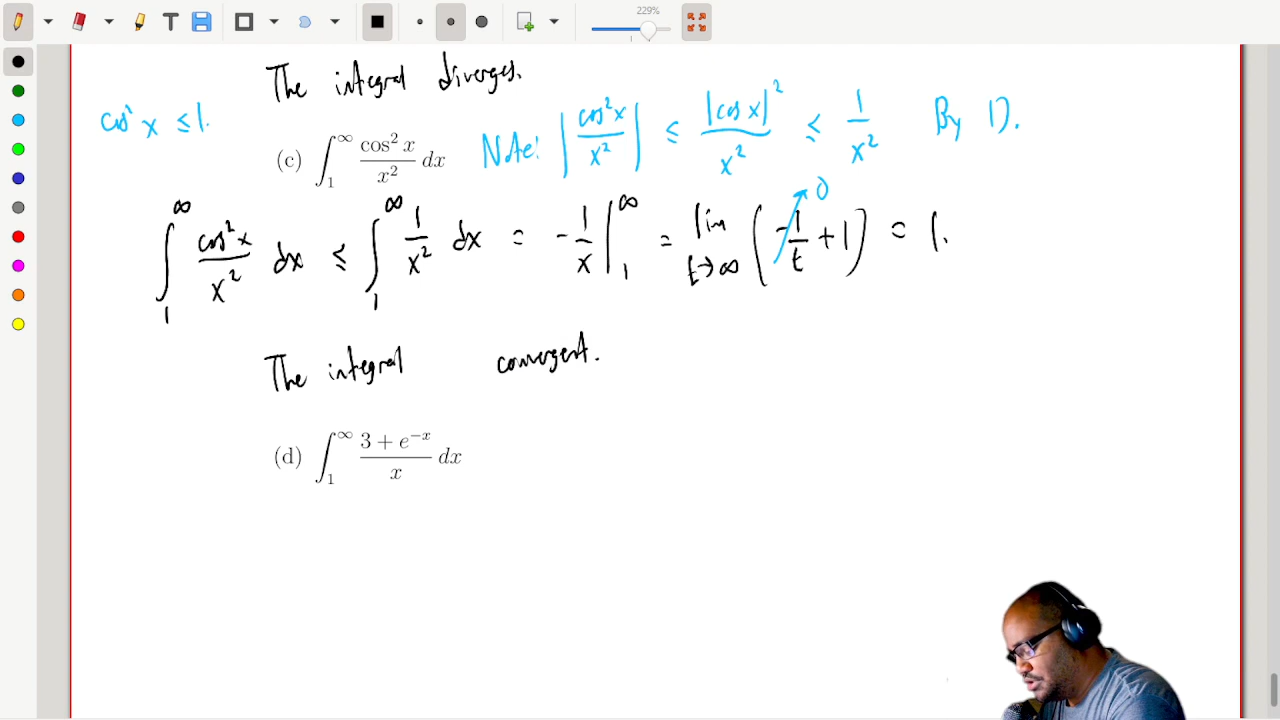 229%
The integral diverges.
cos² x ≤ 1.
Note: |cos²x / x²| ≤ |cos x|² / x² ≤ 1 / x² By D.
(c) ∫₁^∞ cos² x / x² dx
∫₁^∞ cos²x / x² dx ≤ ∫₁^∞ 1 / x² dx = -1/x |₁^∞ = lim t→∞ (-1/t + 1) = 1.
0
The integral convergent.
(d) ∫₁^∞ (3 + e^{-x}) / x dx